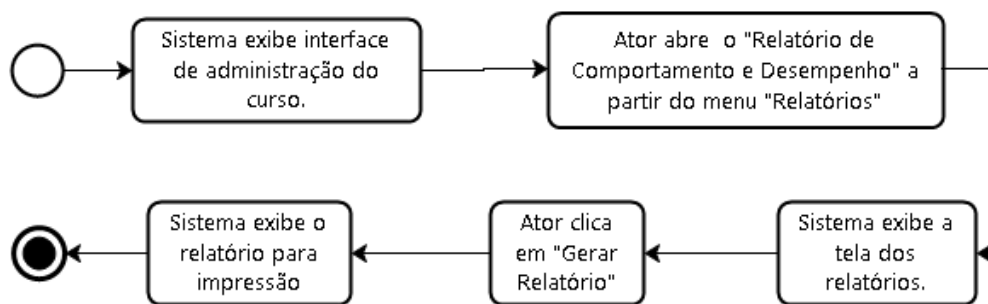 Sistema exibe interface
de administração do
curso.
Ator abre o "Relatório de
Comportamento e Desempenho" a
partir do menu "Relatórios"
Sistema exibe o
relatório para
impressão
Ator clica
em "Gerar
Relatório"
Sistema exibe a
tela dos
relatórios.